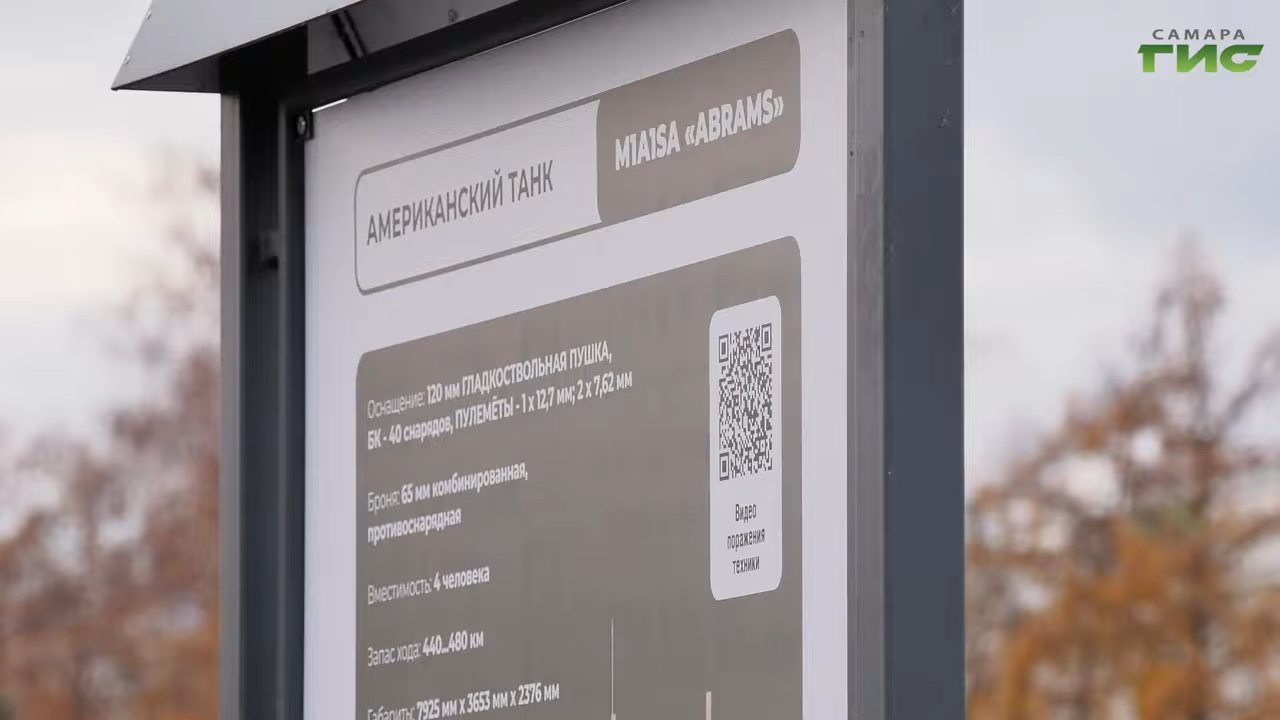 САМАРА
ГИС
АМЕРИКАНСКИЙ ТАНК
M1A1SA «ABRAMS»
Оснащение: 120 мм ГЛАДКОСТВОЛЬНАЯ ПУШКА,
БК - 40 снарядов, ПУЛЕМЁТЫ - 1 x 12,7 мм; 2 x 7,62 мм
Броня: 65 мм комбинированная,
противоснарядная
Вместимость: 4 человека
Запас хода: 440...480 км
Габариты: 7925 мм x 3653 мм x 2376 мм
Видео
поражения
техники